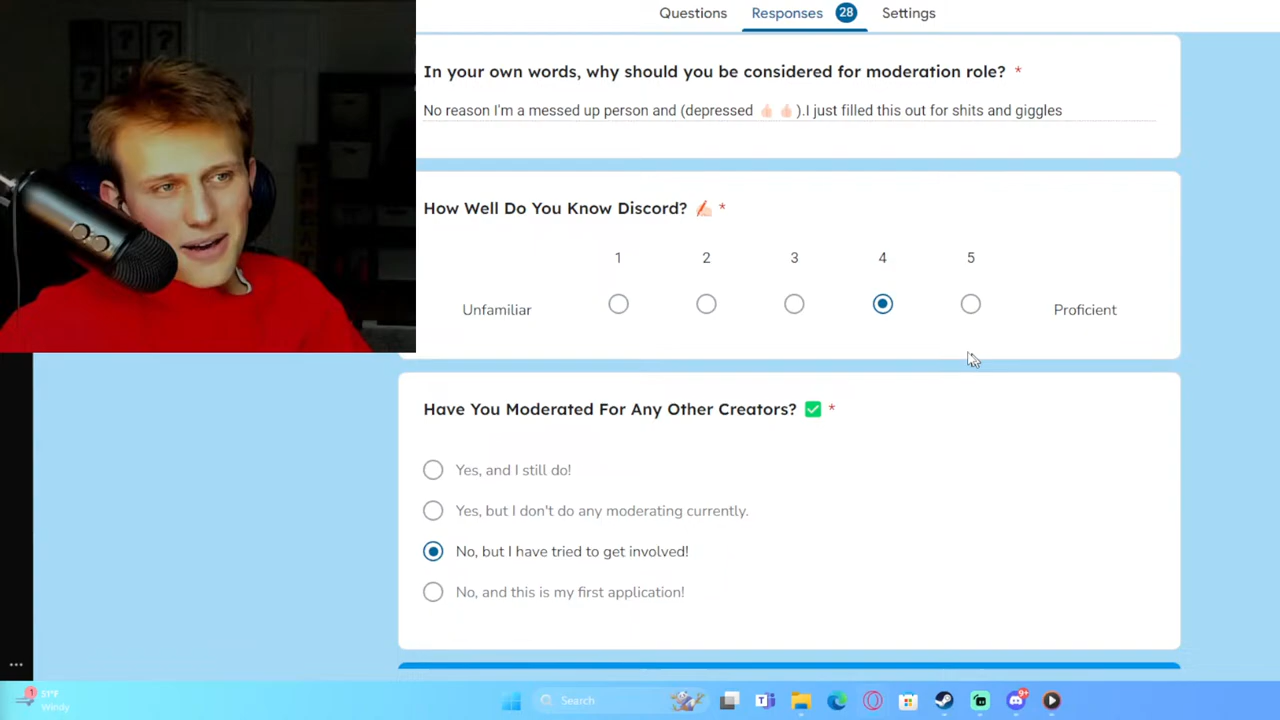 Questions
Responses 28
Settings
In your own words, why should you be considered for moderation role? *
No reason I'm a messed up person and (depressed 👍🏻 👍🏻 ).I just filled this out for shits and giggles
How Well Do You Know Discord? ✍🏻 *
1 2 3 4 5
Unfamiliar
Proficient
Have You Moderated For Any Other Creators? ✅ *
Yes, and I still do!
Yes, but I don't do any moderating currently.
No, but I have tried to get involved!
No, and this is my first application!
1
51°F
Windy
Search
9+